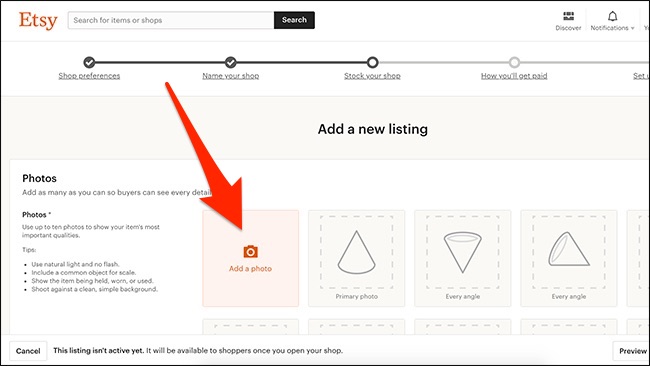 Etsy
Search for items or shops
Search
Discover
Notifications
Shop preferences
Name your shop
Stock your shop
How you'll get paid
Set u
Add a new listing
Photos
Add as many as you can so buyers can see every detail
Photos *
Use up to ten photos to show your item's most
important qualities.
Tips:
• Use natural light and no flash.
• Include a common object for scale.
• Show the item being held, worn, or used.
• Shoot against a clean, simple background.
Add a photo
Primary photo
Every angle
Every angle
Cancel
This listing isn't active yet. It will be available to shoppers once you open your shop.
Preview